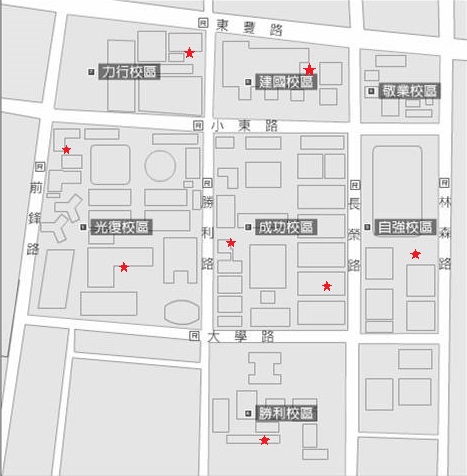 東豐路
力行校區
建國校區
敬業校區
小東路
前鋒路
勝利路
長榮路
林森路
光復校區
成功校區
自強校區
大學路
勝利校區